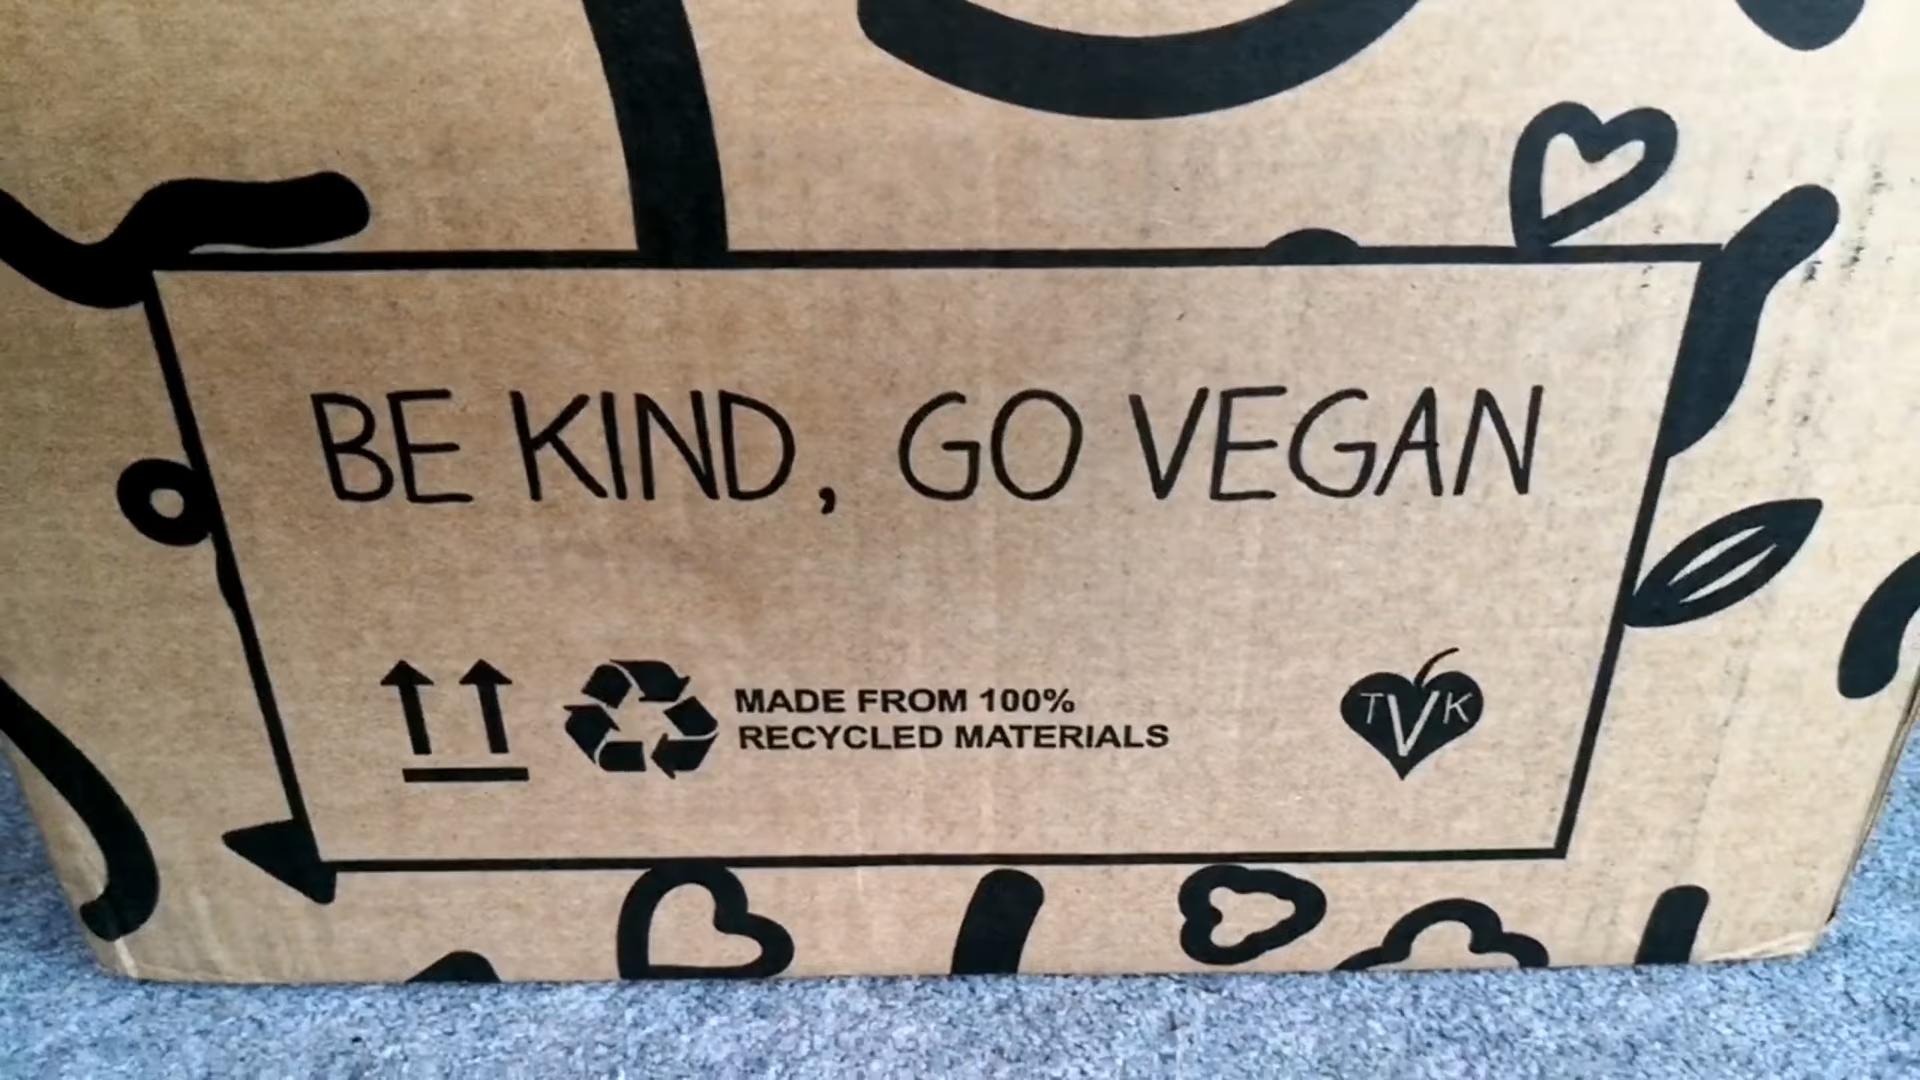 BE KIND, GO VEGAN
MADE FROM 100%
RECYCLED MATERIALS
TVK